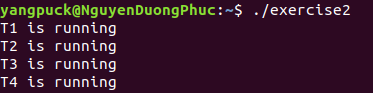 yangpuck@NguyenDuongPhuc:~$ ./exercise2
T1 is running
T2 is running
T3 is running
T4 is running